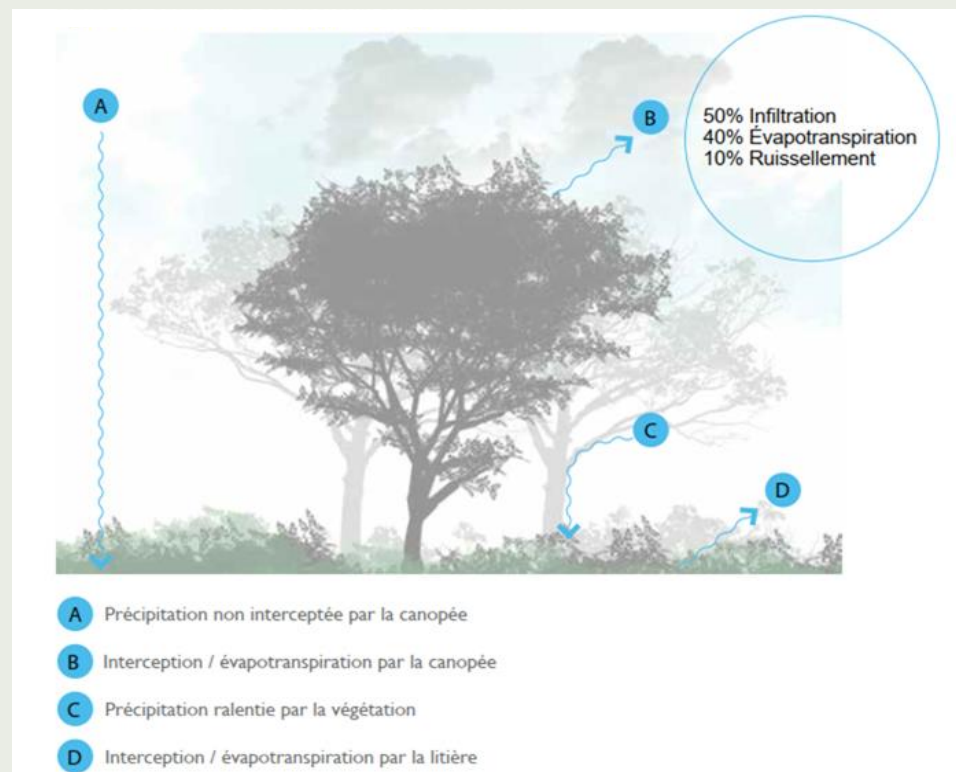 A
B
50% Infiltration
40% Évapotranspiration
10% Ruissellement
C
D
A Précipitation non interceptée par la canopée
B Interception / évapotranspiration par la canopée
C Précipitation ralentie par la végétation
D Interception / évapotranspiration par la litière